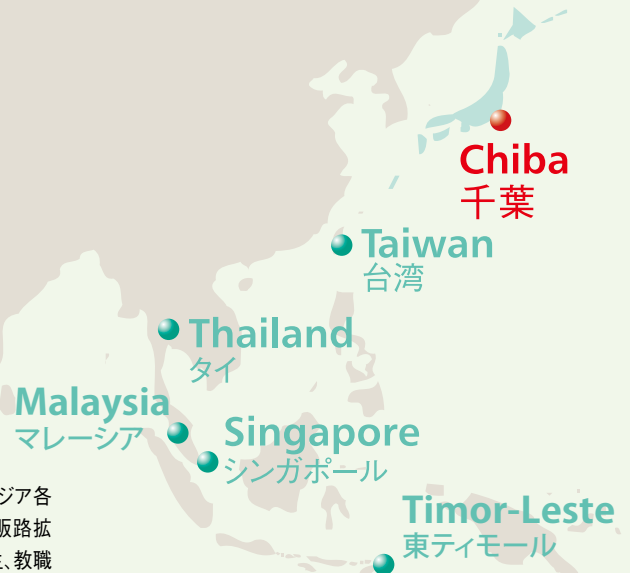 Chiba
千葉
Taiwan
台湾
Thailand
タイ
Malaysia
マレーシア
Singapore
シンガポール
Timor-Leste
東ティモール
ジア各
販路拡
、教職